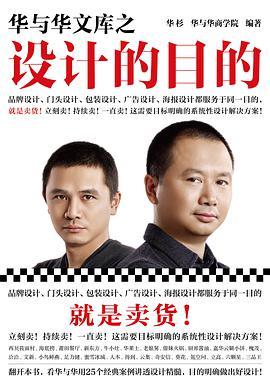 华与华文库之
华杉 华与华商学院 编著
设计的目的
品牌设计、门头设计、包装设计、广告设计、海报设计都服务于同一目的，
就是卖货！立刻卖！持续卖！一直卖！这需要目标明确的系统性设计解决方案！
品牌设计、门头设计、包装设计、广告设计、海报设计都服务于同一目的，
就是卖货！
立刻卖！持续卖！一直卖！这需要目标明确的系统性设计解决方案！
翻开本书，看华与华用25个经典案例讲透设计精髓，目的明确做出好设计！